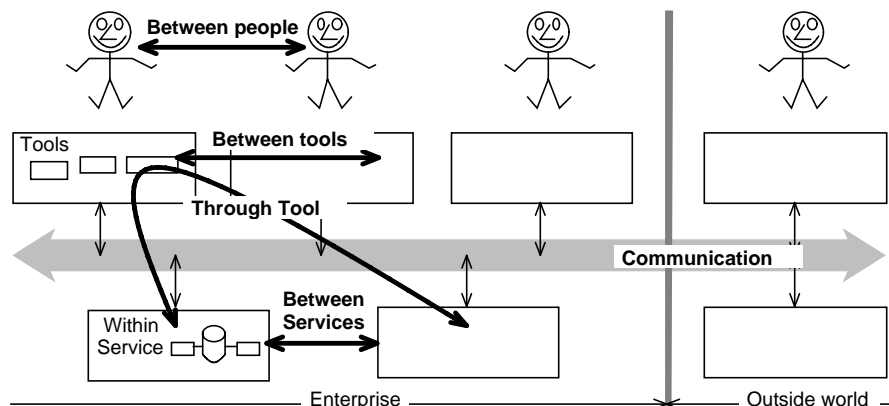 Between people
Tools
Between tools
Through Tool
Communication
Within
Service
Between
Services
Enterprise
Outside world